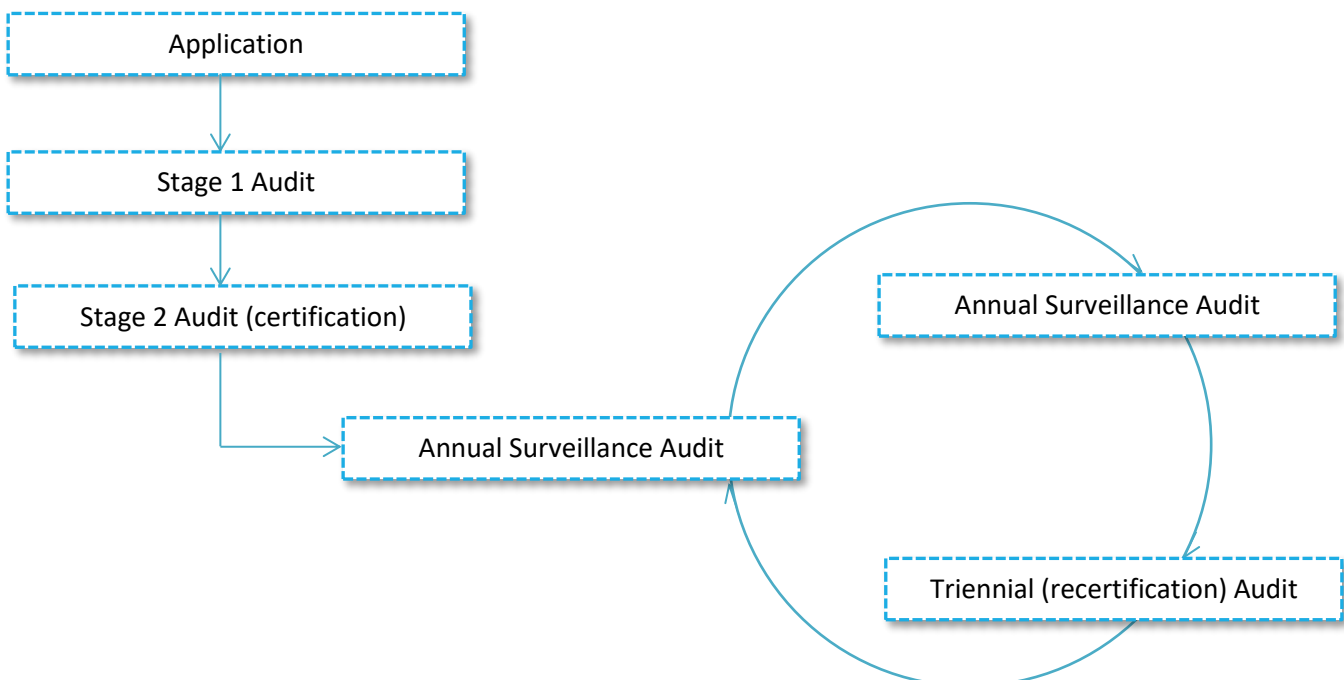 Application
Stage 1 Audit
Stage 2 Audit (certification)
Annual Surveillance Audit
Annual Surveillance Audit
Triennial (recertification) Audit